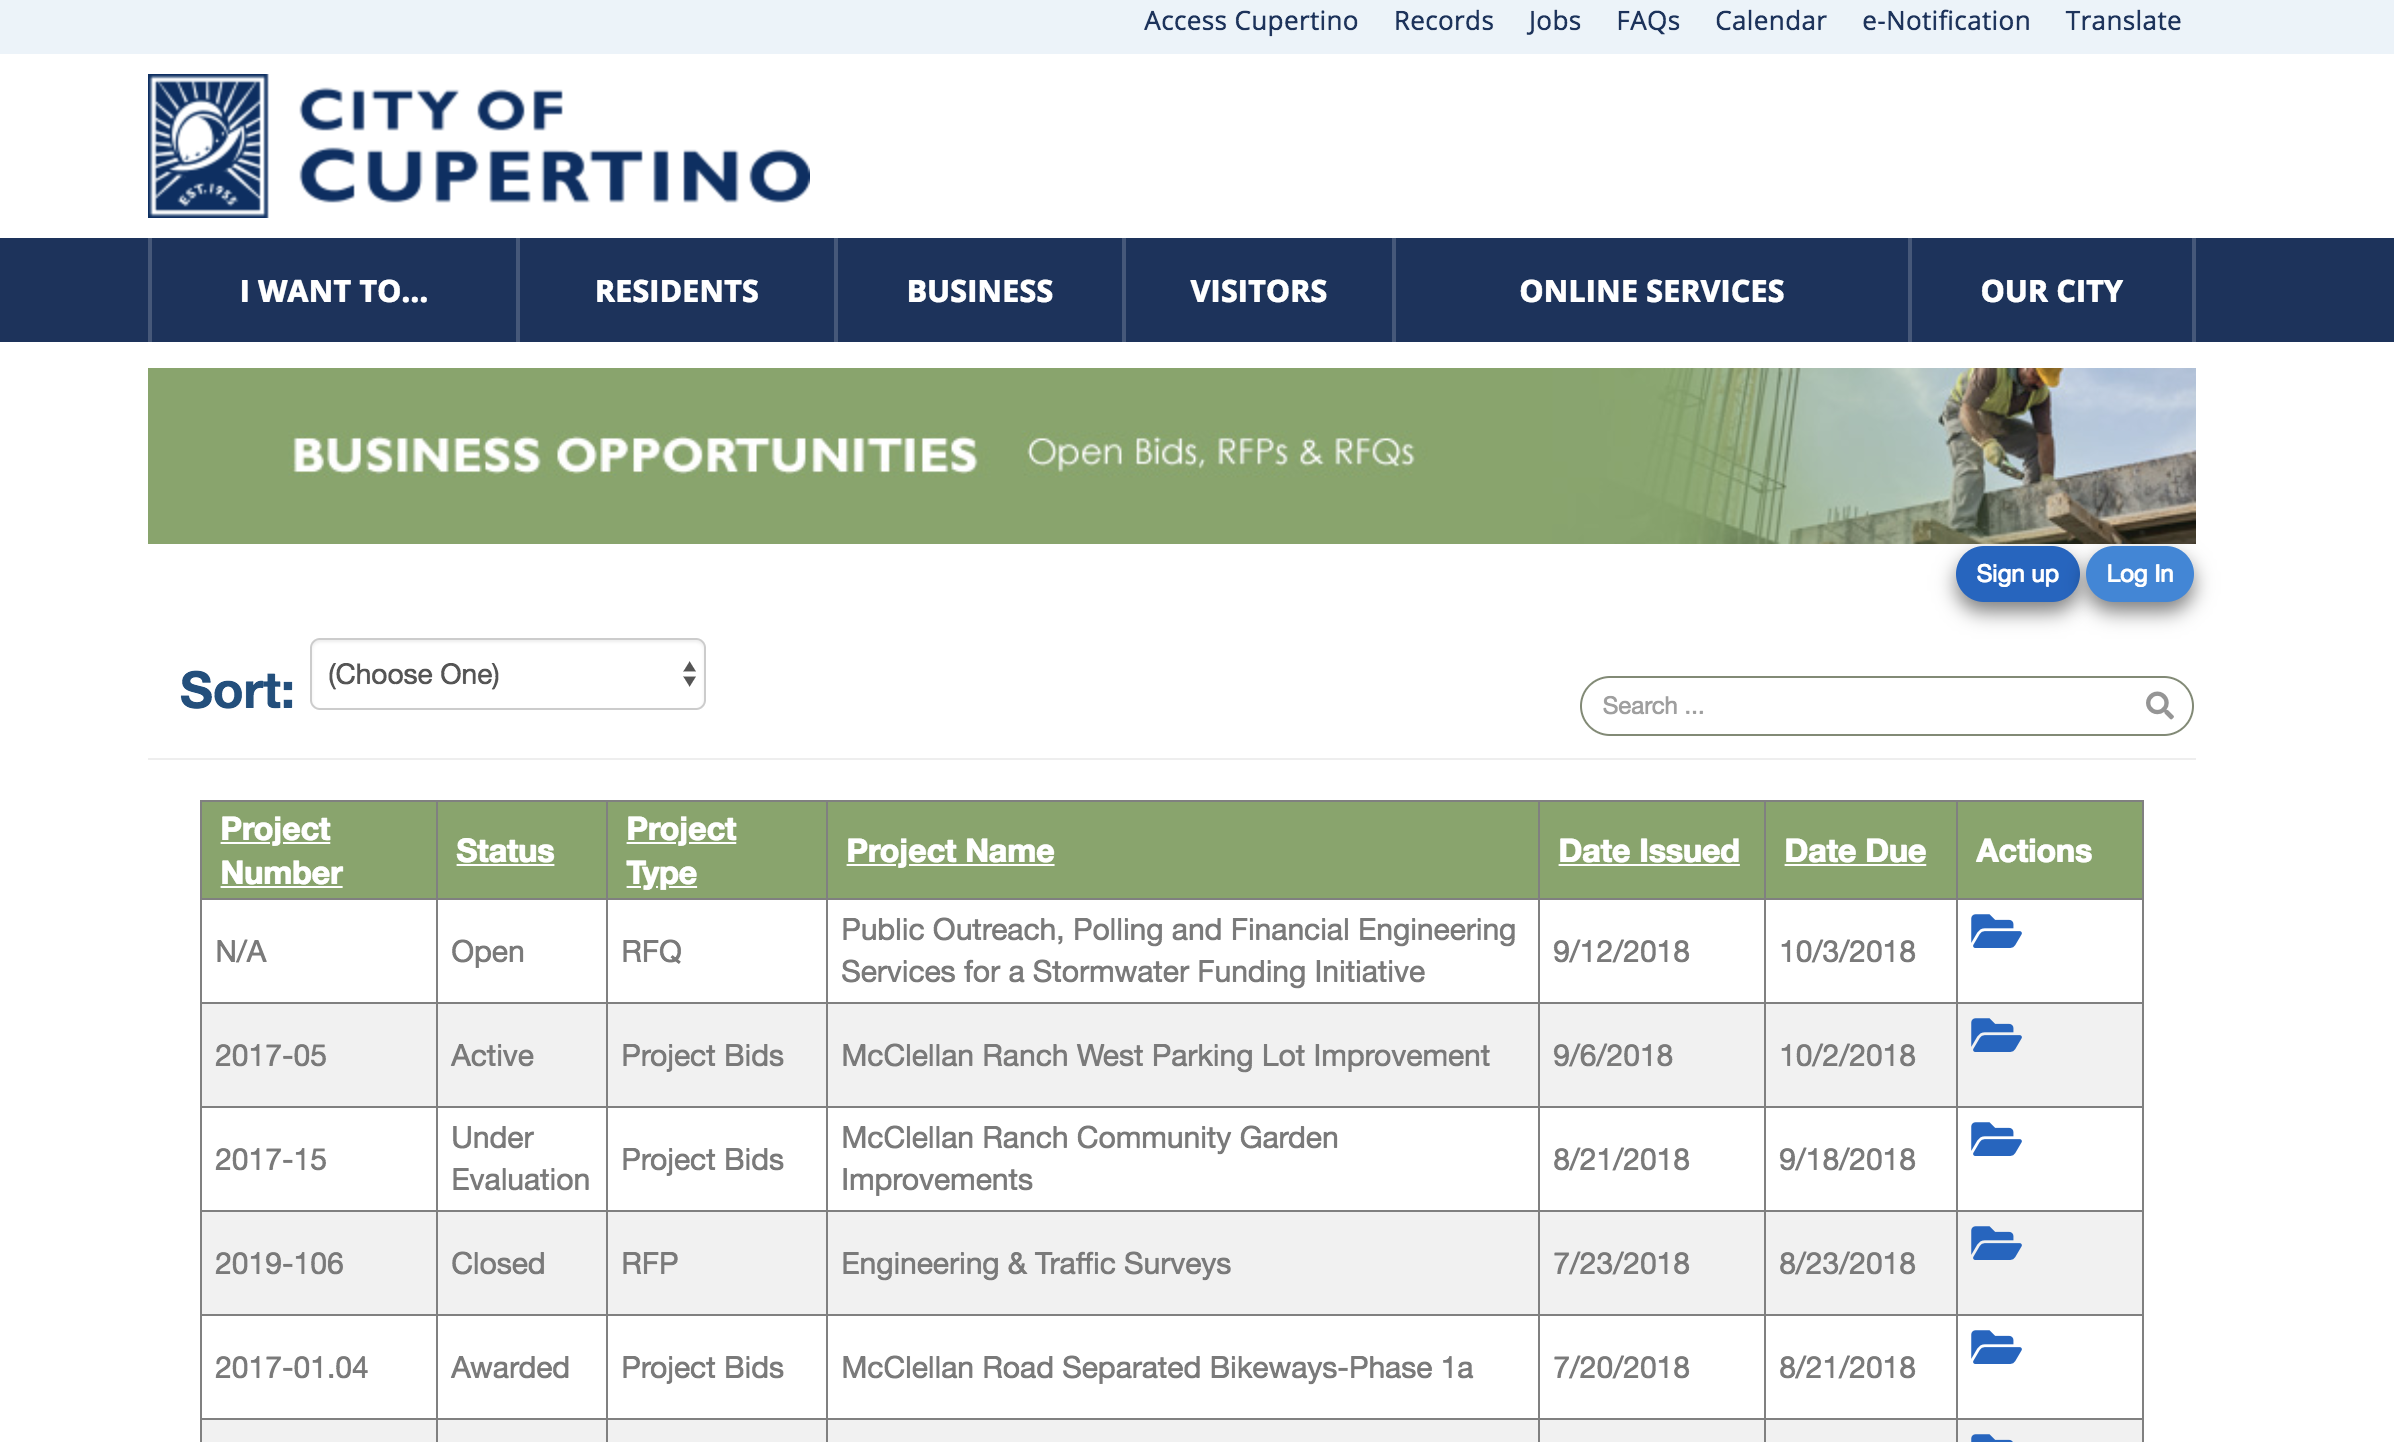 Access Cupertino Records Jobs FAQs Calendar e-Notification Translate
CITY OF
CUPERTINO
EST. 1955
I WANT TO... RESIDENTS BUSINESS VISITORS ONLINE SERVICES OUR CITY
BUSINESS OPPORTUNITIES Open Bids, RFPs & RFQs
Sign up Log In
Sort: (Choose One)
Search ...
Project Number Status Project Type Project Name Date Issued Date Due Actions
N/A Open RFQ Public Outreach, Polling and Financial Engineering Services for a Stormwater Funding Initiative 9/12/2018 10/3/2018
2017-05 Active Project Bids McClellan Ranch West Parking Lot Improvement 9/6/2018 10/2/2018
2017-15 Under Evaluation Project Bids McClellan Ranch Community Garden Improvements 8/21/2018 9/18/2018
2019-106 Closed RFP Engineering & Traffic Surveys 7/23/2018 8/23/2018
2017-01.04 Awarded Project Bids McClellan Road Separated Bikeways-Phase 1a 7/20/2018 8/21/2018